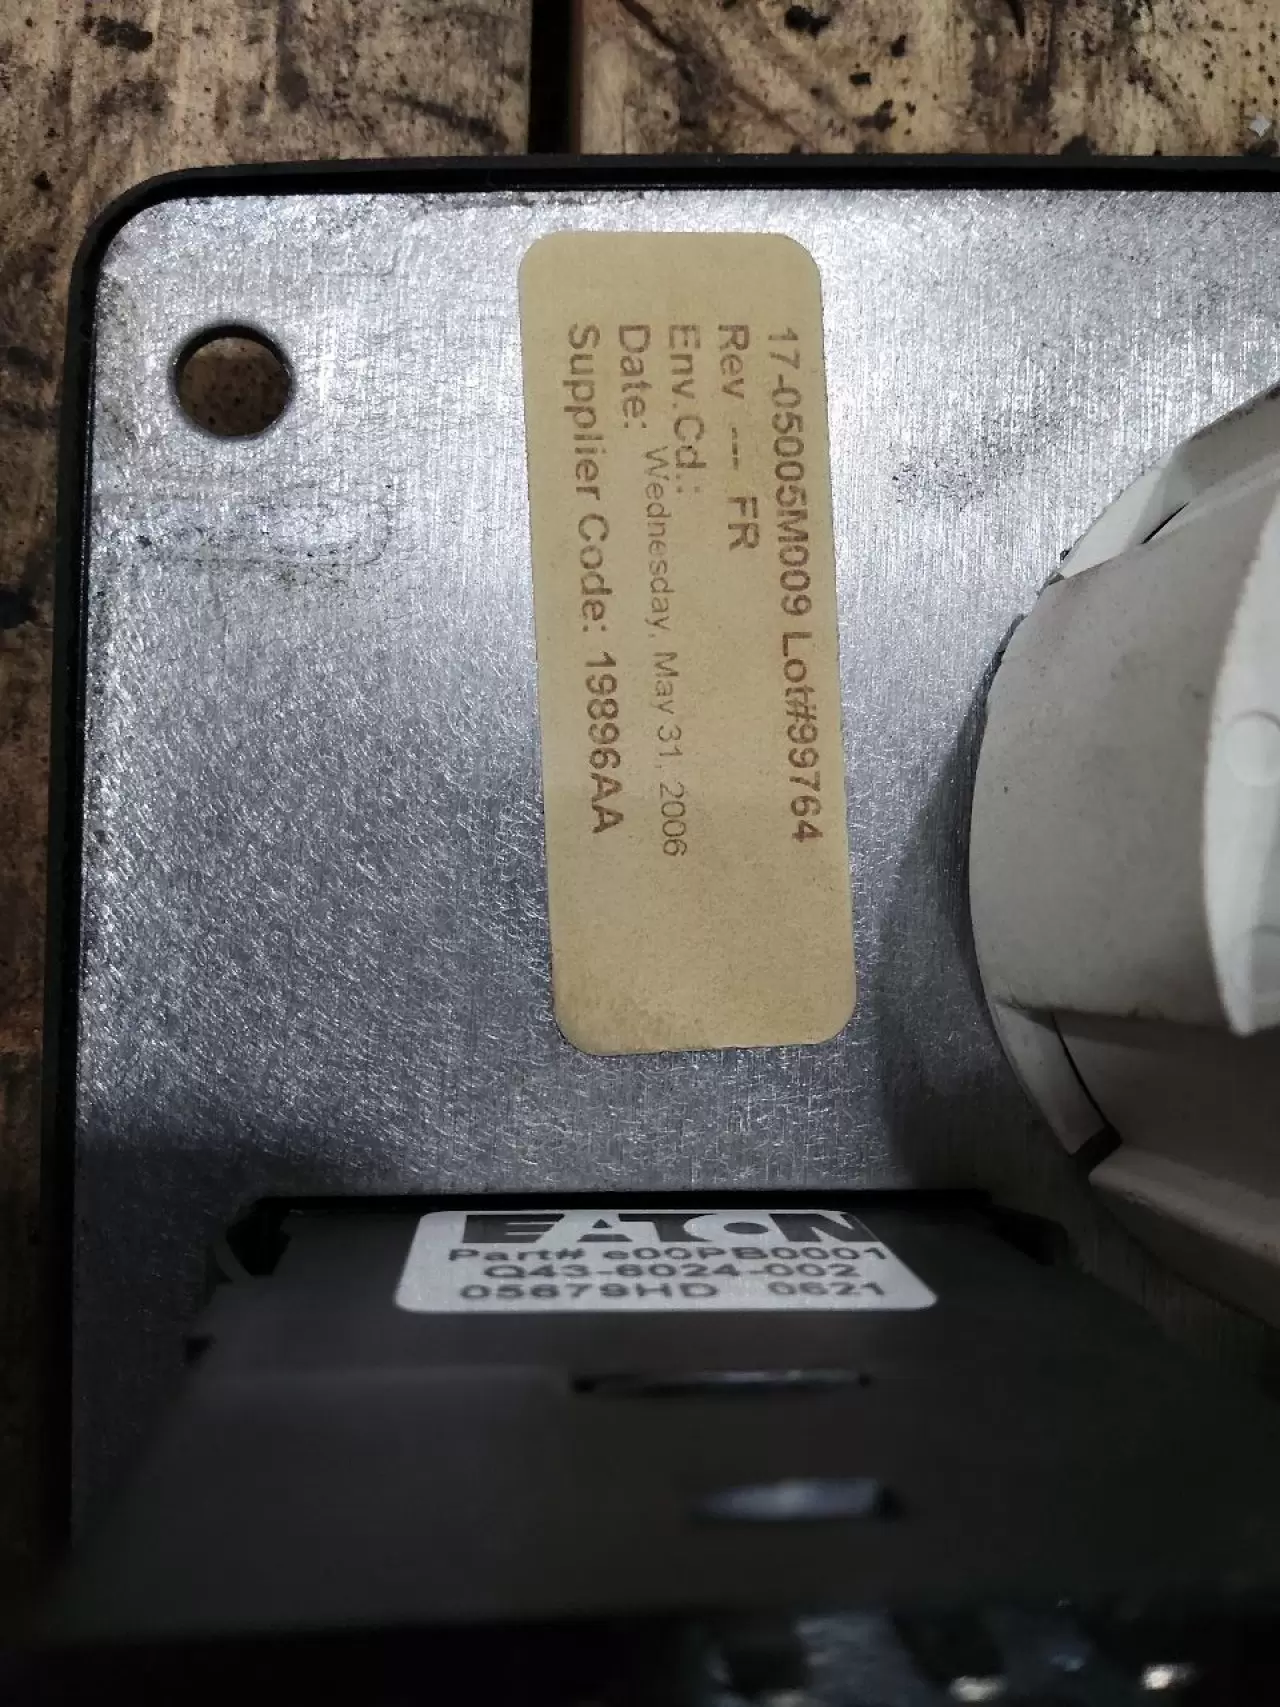 17-05005M009 Lot#99764
Rev --- FR
Env.Cd.:
Date: Wednesday, May 31, 2006
Supplier Code: 19896AA
EATON
Part# e00PB0001
Q43-6024-002
05679HD 0621